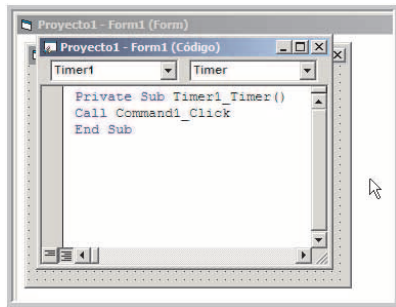 Proyecto1 - Form1 (Form)
Proyecto1 - Form1 (Código)
Timer1 Timer
Private Sub Timer1_Timer()
Call Command1_Click
End Sub